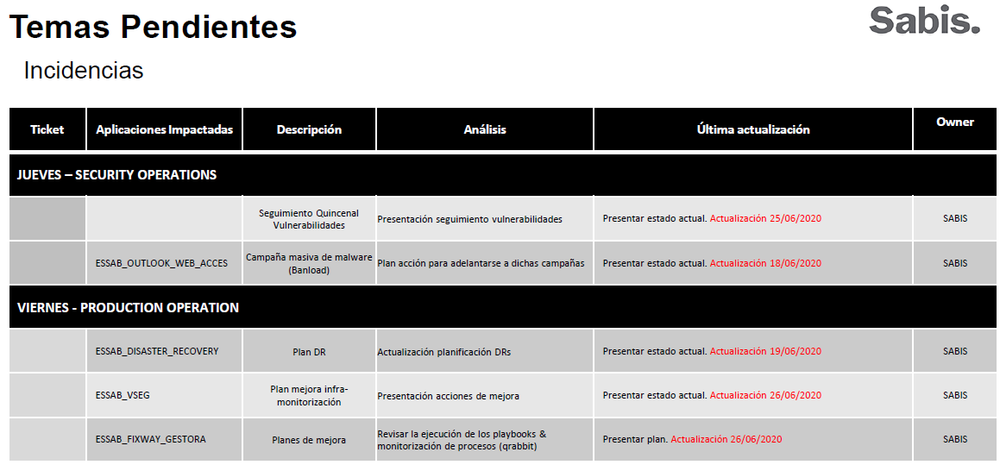 Temas Pendientes
Sabis.
Incidencias
Ticket
Aplicaciones Impactadas
Descripción
Análisis
Última actualización
Owner
JUEVES – SECURITY OPERATIONS
Seguimiento Quincenal
Vulnerabilidades
Presentación seguimiento vulnerabilidades
Presentar estado actual. Actualización 25/06/2020
SABIS
ESSAB_OUTLOOK_WEB_ACCES
Campaña masiva de malware
(Banload)
Plan acción para adelantarse a dichas campañas
Presentar estado actual. Actualización 18/06/2020
SABIS
VIERNES - PRODUCTION OPERATION
ESSAB_DISASTER_RECOVERY
Plan DR
Actualización planificación DRs
Presentar estado actual. Actualización 19/06/2020
SABIS
ESSAB_VSEG
Plan mejora infra-
monitorización
Presentación acciones de mejora
Presentar estado actual. Actualización 26/06/2020
SABIS
ESSAB_FIXWAY_GESTORA
Planes de mejora
Revisar la ejecución de los playbooks &
monitorización de procesos (qrabbit)
Presentar plan. Actualización 26/06/2020
SABIS